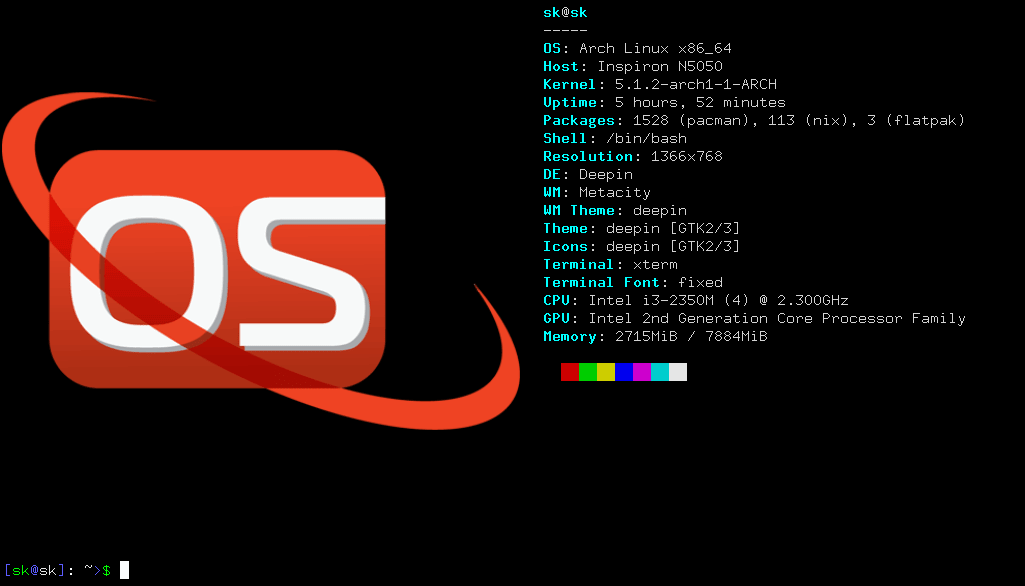 OS
sk@sk
-----
OS: Arch Linux x86_64
Host: Inspiron N5050
Kernel: 5.1.2-arch1-1-ARCH
Uptime: 5 hours, 52 minutes
Packages: 1528 (pacman), 113 (nix), 3 (flatpak)
Shell: /bin/bash
Resolution: 1366x768
DE: Deepin
WM: Metacity
WM Theme: deepin
Theme: deepin [GTK2/3]
Icons: deepin [GTK2/3]
Terminal: xterm
Terminal Font: fixed
CPU: Intel i3-2350M (4) @ 2.300GHz
GPU: Intel 2nd Generation Core Processor Family
Memory: 2715MiB / 7884MiB
[sk@sk]: ~>$